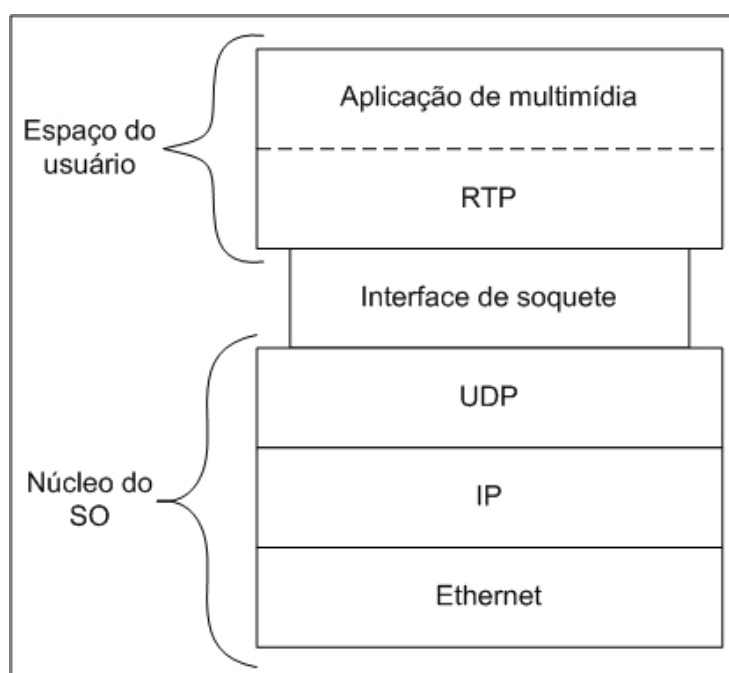 Aplicação de multimídia
Espaço do
usuário
RTP
Interface de soquete
UDP
Núcleo do
SO
IP
Ethernet